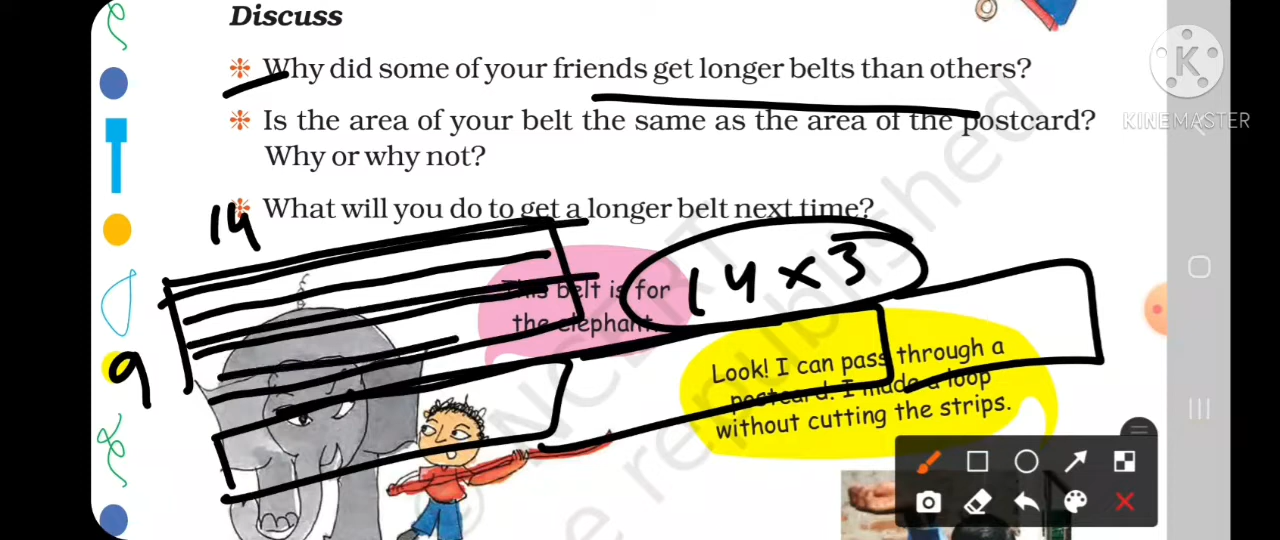 Discuss
Why did some of your friends get longer belts than others?
Is the area of your belt the same as the area of the postcard?
Why or why not?
What will you do to get a longer belt next time?
14
9
14 x 3
This belt is for
the elephant.
Look! I can pass through a
postcard. I made a loop
without cutting the strips.
K
KINEMASTER
© NCERT
be republished